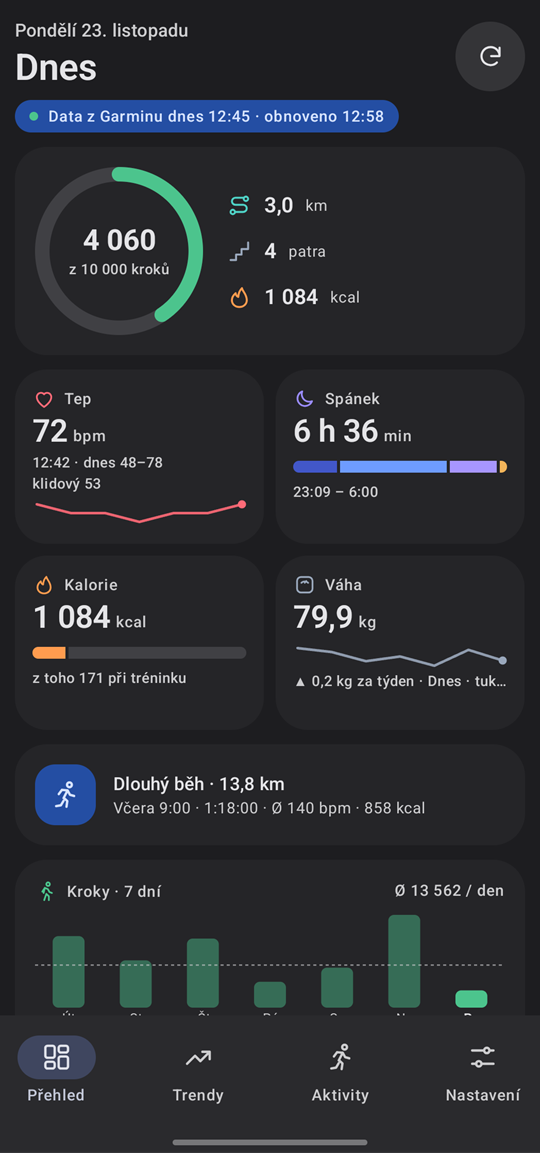 Pondělí 23. listopadu
Dnes
Data z Garminu dnes 12:45 · obnoveno 12:58
4 060
z 10 000 kroků
3,0 km
4 patra
1 084 kcal
Tep
72 bpm
12:42 · dnes 48–78
klidový 53
Spánek
6 h 36 min
23:09 – 6:00
Kalorie
1 084 kcal
z toho 171 při tréninku
Váha
79,9 kg
▲ 0,2 kg za týden · Dnes · tuk…
Dlouhý běh · 13,8 km
Včera 9:00 · 1:18:00 · Ø 140 bpm · 858 kcal
Kroky · 7 dní
Ø 13 562 / den
Přehled
Trendy
Aktivity
Nastavení